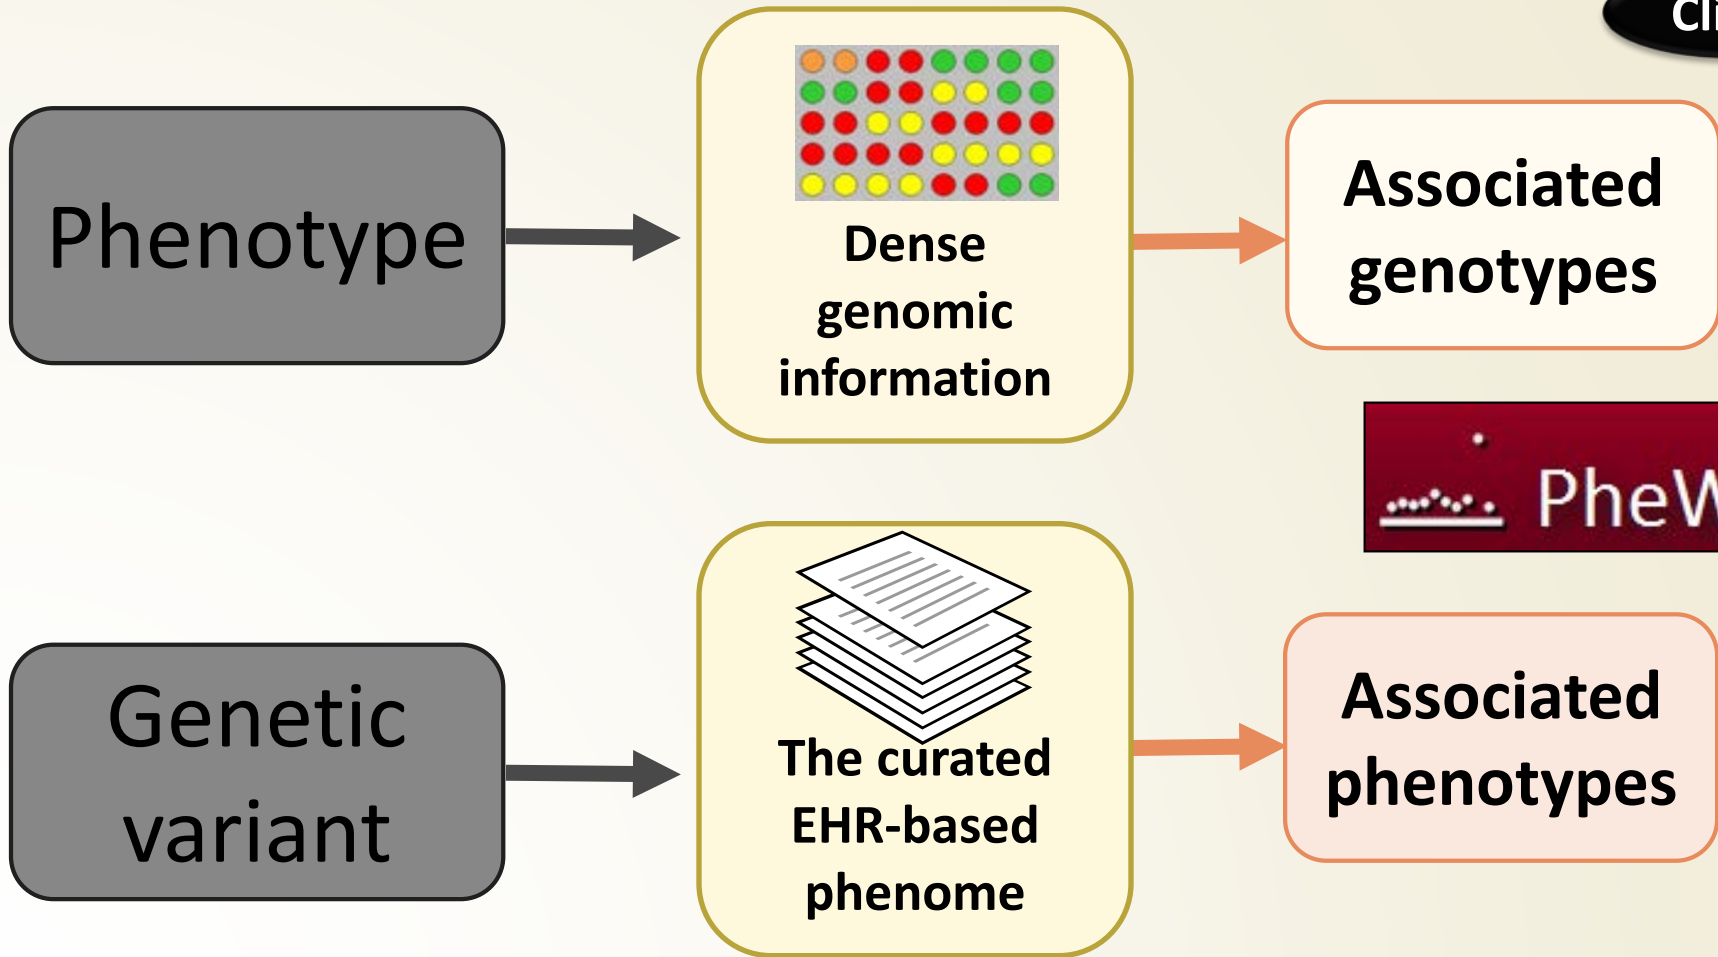 Phenotype
Dense
genomic
information
Associated
genotypes
Genetic
variant
The curated
EHR-based
phenome
Associated
phenotypes